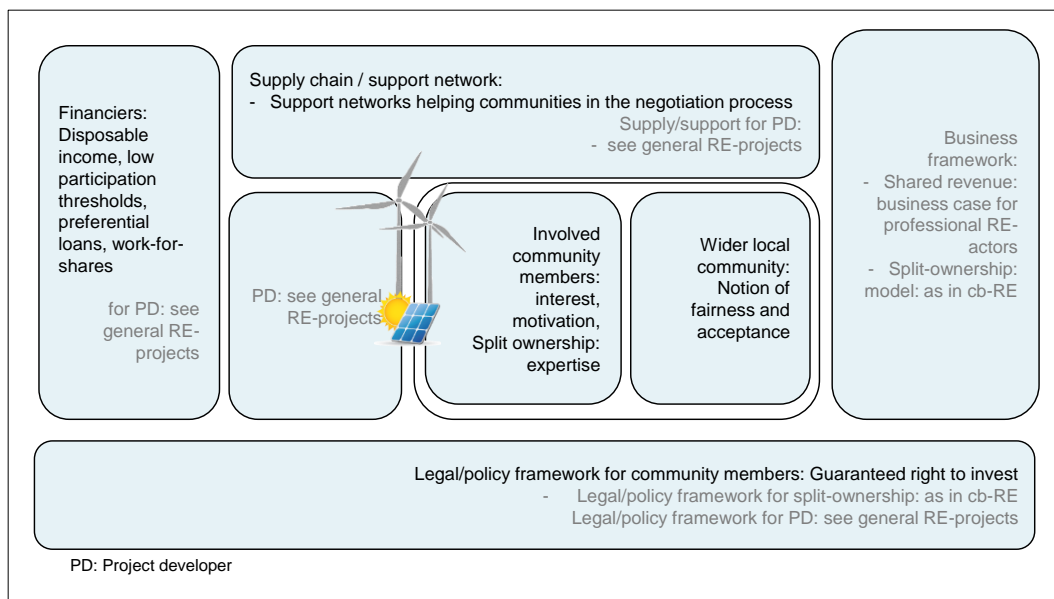 Financiers:
Disposable
income, low
participation
thresholds,
preferential
loans, work-for-
shares
for PD: see
general RE-
projects
Supply chain / support network:
- Support networks helping communities in the negotiation process
Supply/support for PD:
- see general RE-projects
PD: see general
RE-projects
Involved
community
members:
interest,
motivation,
Split ownership:
expertise
Wider local
community:
Notion of
fairness and
acceptance
Business
framework:
- Shared revenue:
business case for
professional RE-
actors
- Split-ownership:
model: as in cb-RE
Legal/policy framework for community members: Guaranteed right to invest
- Legal/policy framework for split-ownership: as in cb-RE
Legal/policy framework for PD: see general RE-projects
PD: Project developer